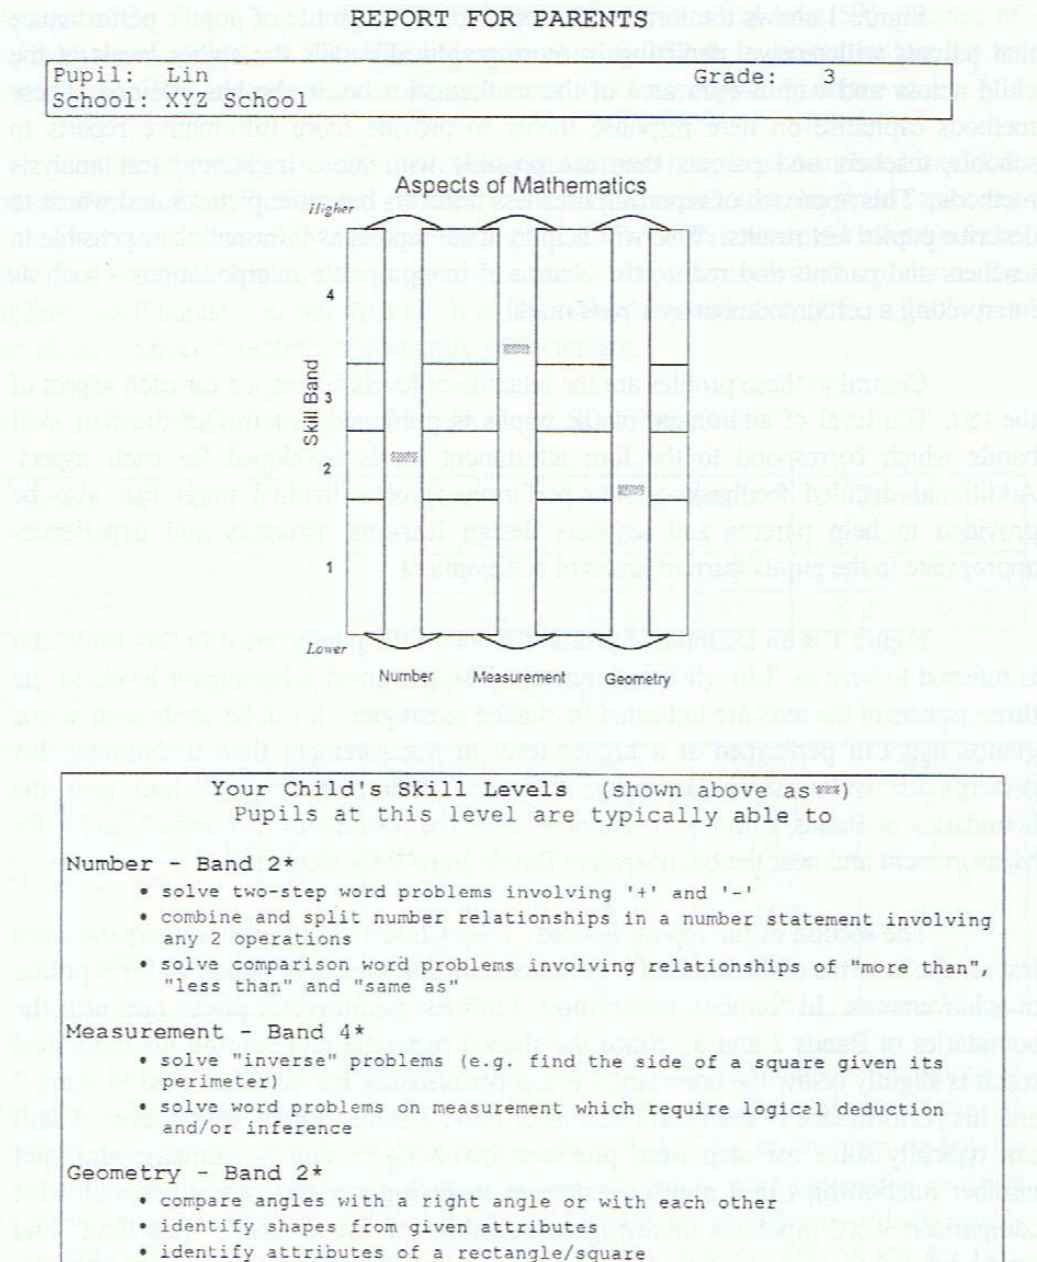 REPORT FOR PARENTS
Pupil: Lin Grade: 3
School: XYZ School
Aspects of Mathematics
Higher
4
3
Skill Band
2
1
Lower
Number Measurement Geometry
Your Child's Skill Levels (shown above as )
Pupils at this level are typically able to
Number - Band 2*
• solve two-step word problems involving '+' and '-'
• combine and split number relationships in a number statement involving
any 2 operations
• solve comparison word problems involving relationships of "more than",
"less than" and "same as"
Measurement - Band 4*
• solve "inverse" problems (e.g. find the side of a square given its
perimeter)
• solve word problems on measurement which require logical deduction
and/or inference
Geometry - Band 2*
• compare angles with a right angle or with each other
• identify shapes from given attributes
• identify attributes of a rectangle/square